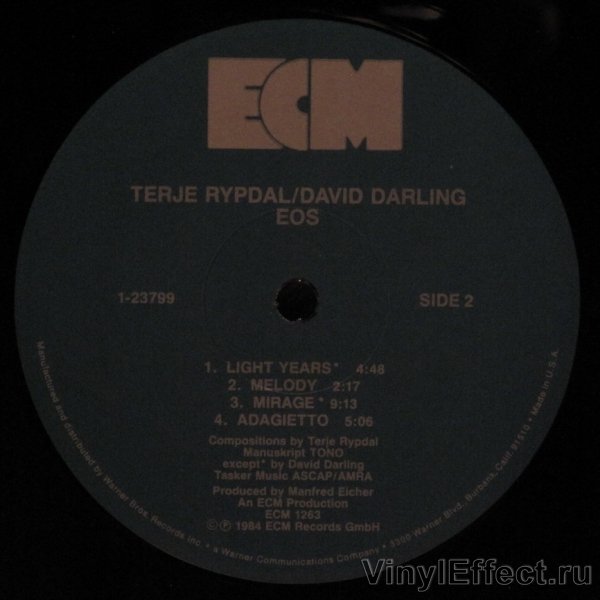 ECM
TERJE RYPDAL/DAVID DARLING
EOS
1-23799
SIDE 2
1. LIGHT YEARS* 4:48
2. MELODY 2:17
3. MIRAGE* 9:13
4. ADAGIETTO 5:06
Compositions by Terje Rypdal
Manuskript TONO
except* by David Darling
Tasker Music ASCAP/AMRA
Produced by Manfred Eicher
An ECM Production
ECM 1263
©℗ 1984 ECM Records GmbH
Manufactured and distributed by Warner Bros. Records Inc. • a Warner Communications Company • 3300 Warner Blvd., Burbank, Calif. 91510 • Made in U.S.A.
VinylEffect.ru